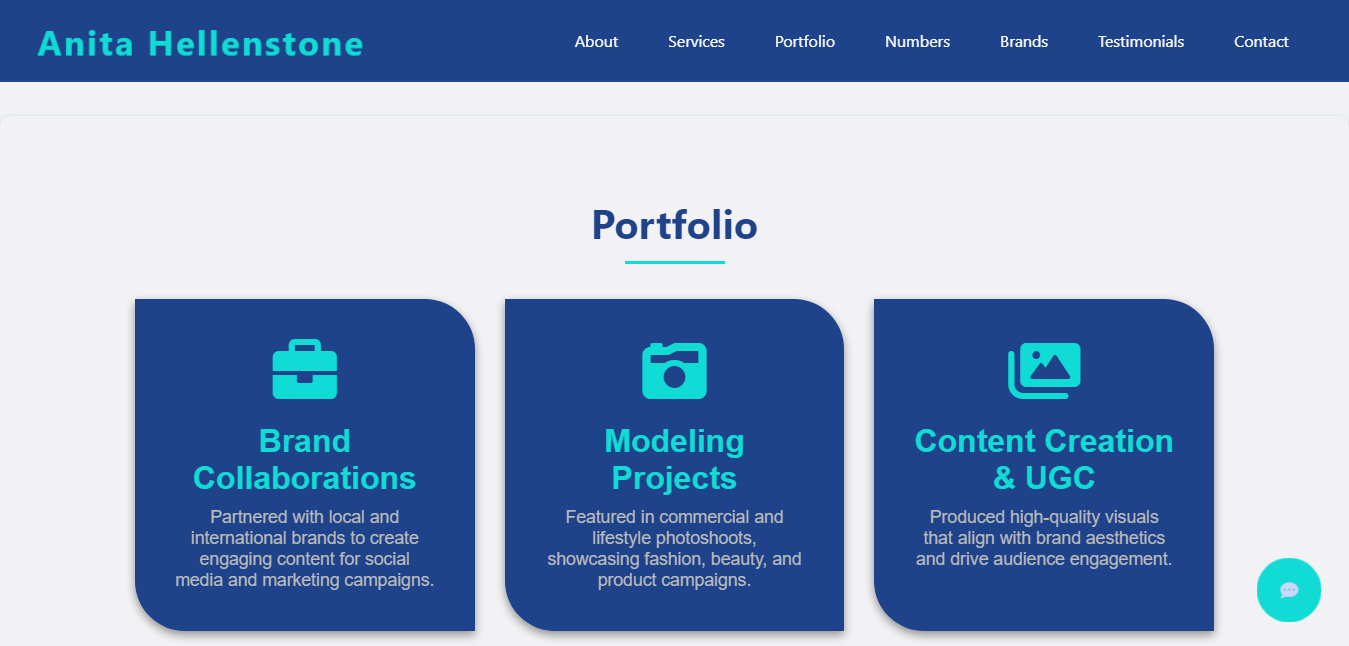 Anita Hellenstone
About Services Portfolio Numbers Brands Testimonials Contact
Portfolio
Brand
Collaborations
Partnered with local and
international brands to create
engaging content for social
media and marketing campaigns.
Modeling
Projects
Featured in commercial and
lifestyle photoshoots,
showcasing fashion, beauty, and
product campaigns.
Content Creation
& UGC
Produced high-quality visuals
that align with brand aesthetics
and drive audience engagement.